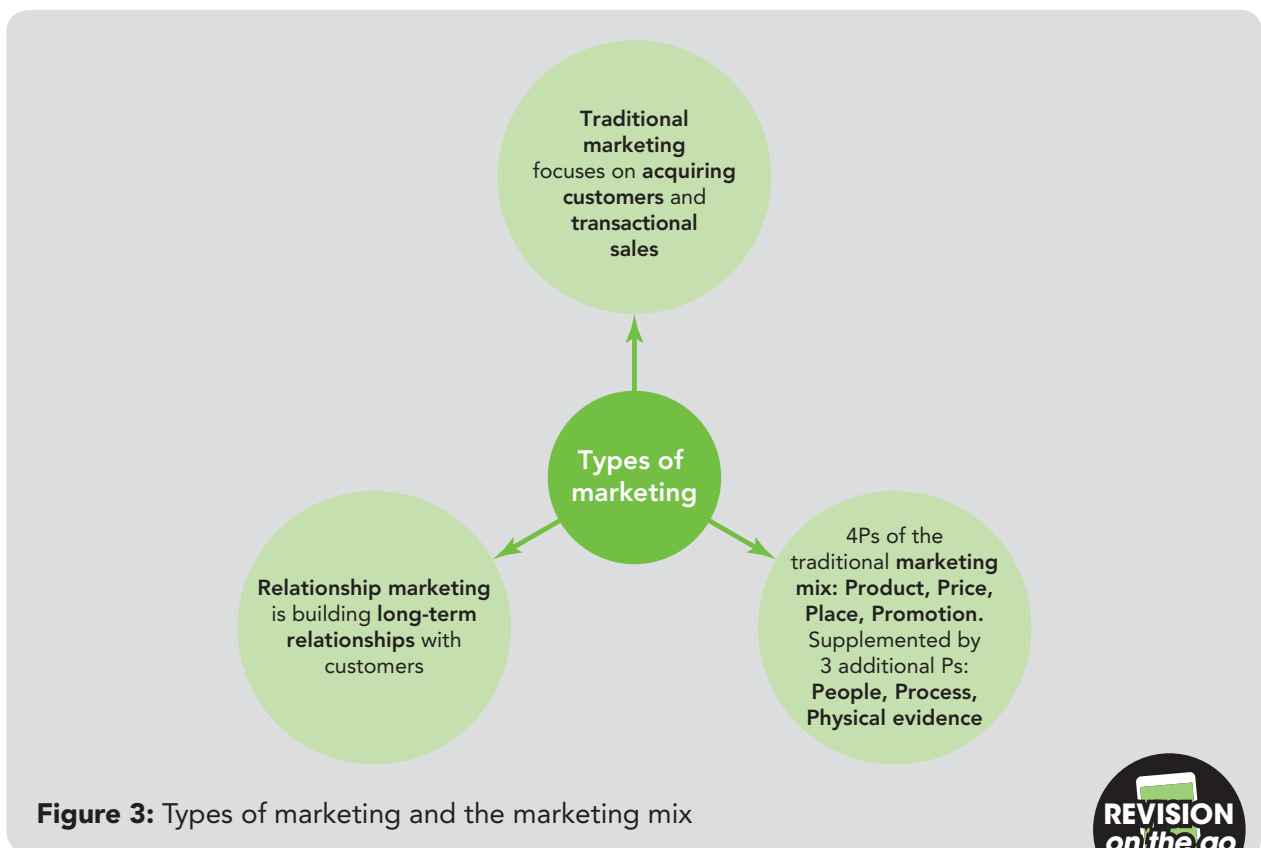 Traditional
marketing
focuses on acquiring
customers and
transactional
sales
Types of
marketing
Relationship marketing
is building long-term
relationships with
customers
4Ps of the
traditional marketing
mix: Product, Price,
Place, Promotion.
Supplemented by
3 additional Ps:
People, Process,
Physical evidence
Figure 3: Types of marketing and the marketing mix
REVISION
on the go